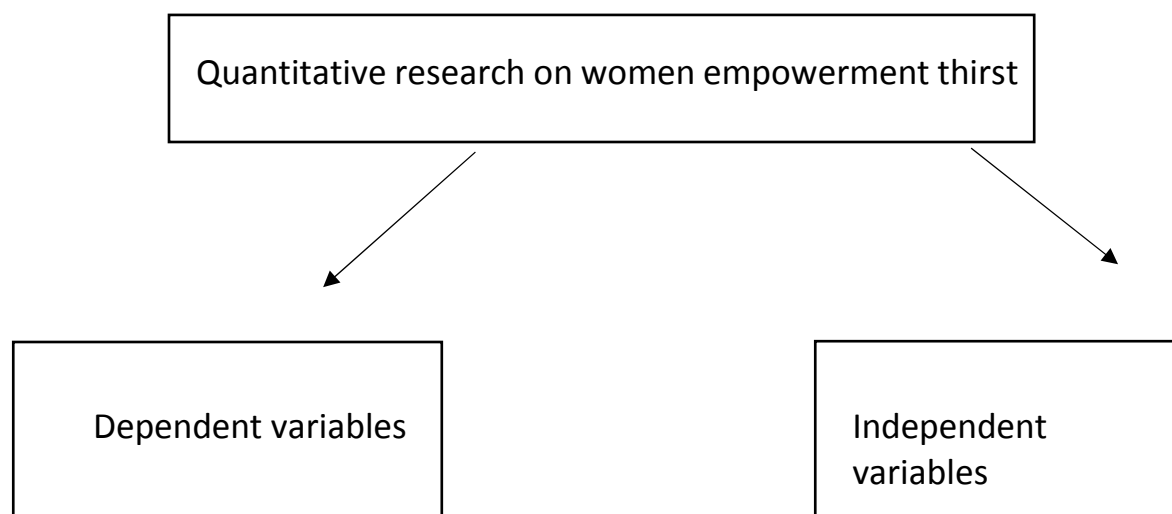 Quantitative research on women empowerment thirst
Dependent variables
Independent
variables